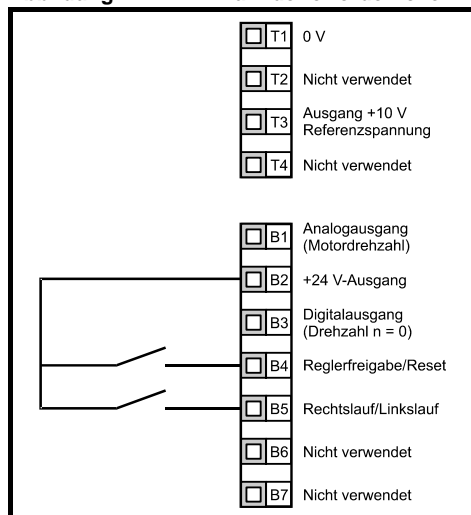 T1 0 V
T2 Nicht verwendet
T3 Ausgang +10 V
Referenzspannung
T4 Nicht verwendet
B1 Analogausgang
(Motordrehzahl)
B2 +24 V-Ausgang
B3 Digitalausgang
(Drehzahl n = 0)
B4 Reglerfreigabe/Reset
B5 Rechtslauf/Linkslauf
B6 Nicht verwendet
B7 Nicht verwendet